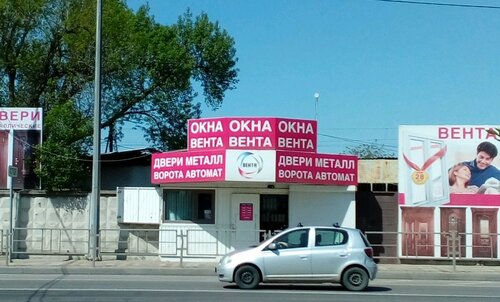 ВЕРИ
ОКНА ОКНА ОКНА
ВЕНТА ВЕНТА ВЕНТА
ДВЕРИ МЕТАЛЛ
ВОРОТА АВТОМАТ
ВЕНТА
ДВЕРИ МЕТАЛЛ
ВОРОТА АВТОМАТ
ВЕНТА